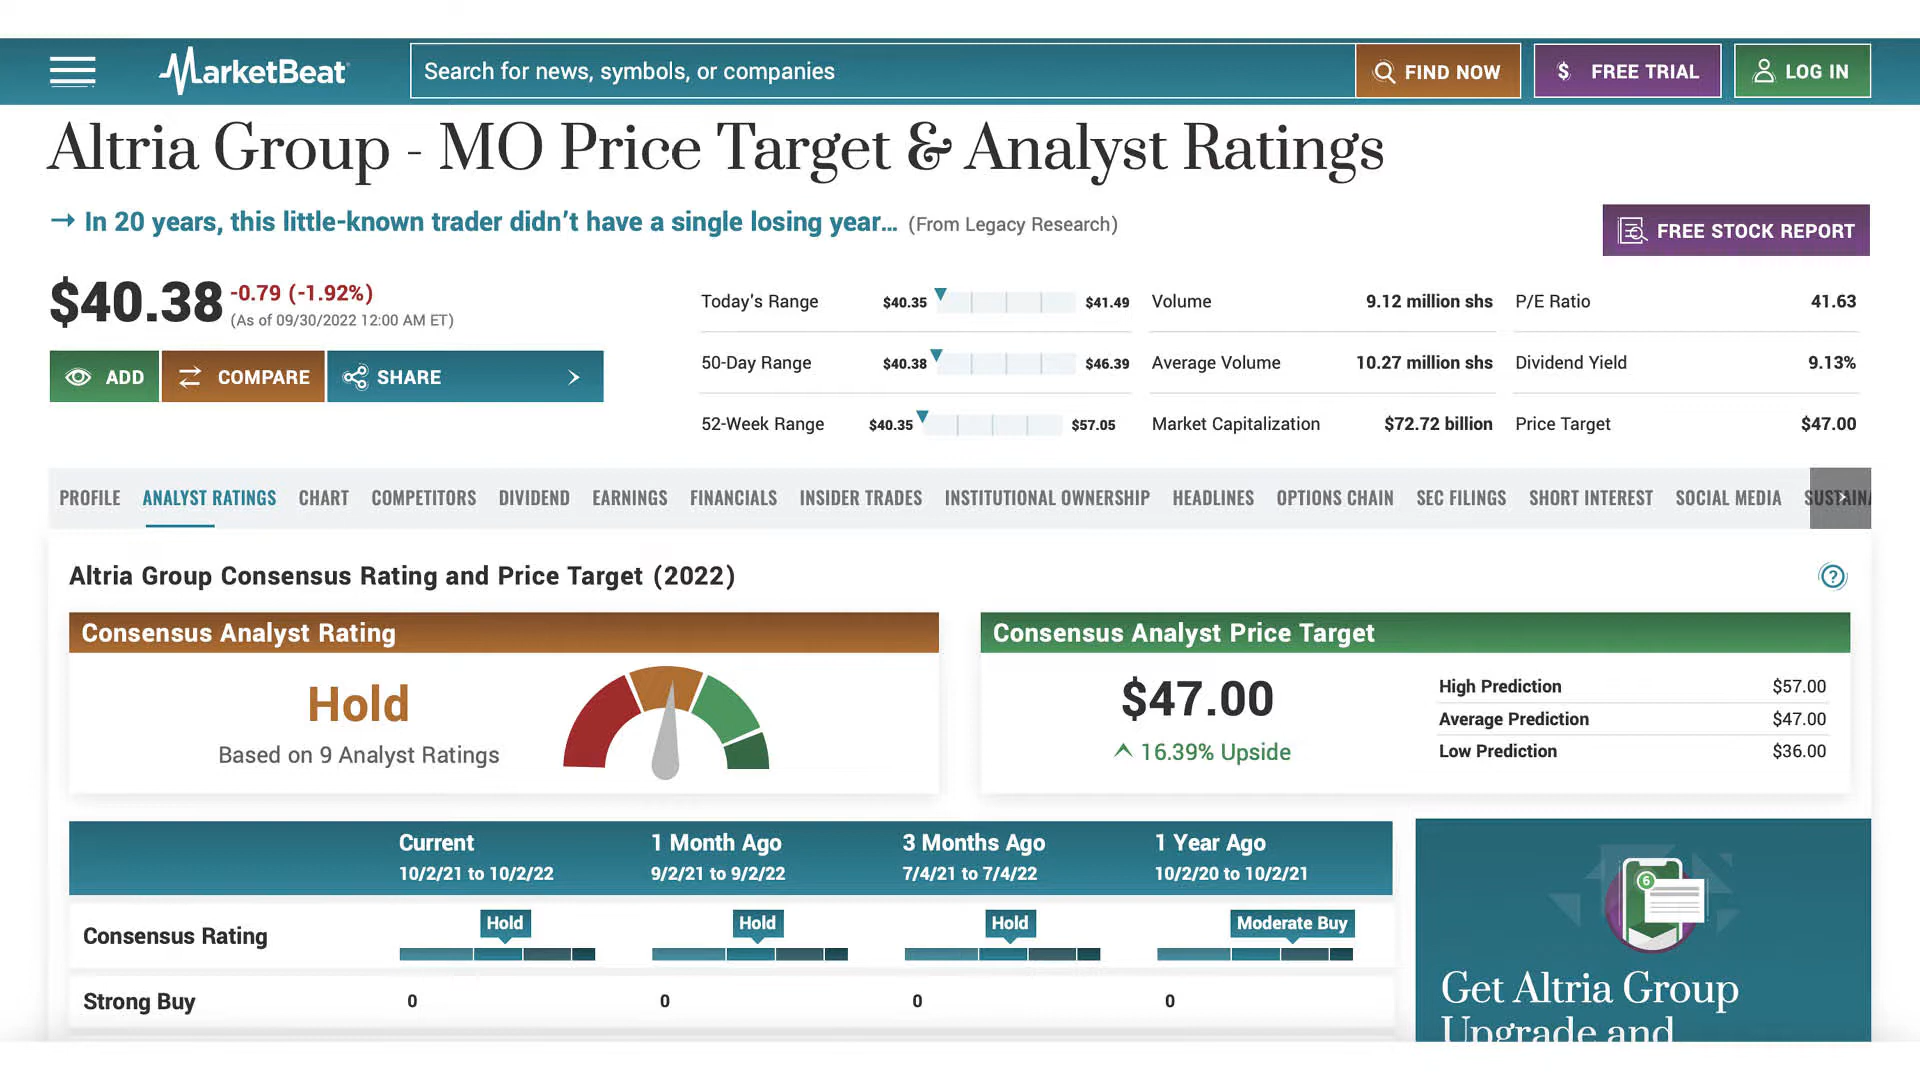 MarketBeat
Search for news, symbols, or companies
FIND NOW
$ FREE TRIAL
LOG IN
Altria Group - MO Price Target & Analyst Ratings
→ In 20 years, this little-known trader didn't have a single losing year... (From Legacy Research)
FREE STOCK REPORT
$40.38 -0.79 (-1.92%)
(As of 09/30/2022 12:00 AM ET)
ADD
COMPARE
SHARE
Today's Range $40.35 $41.49
Volume 9.12 million shs
P/E Ratio 41.63
50-Day Range $40.38 $46.39
Average Volume 10.27 million shs
Dividend Yield 9.13%
52-Week Range $40.35 $57.05
Market Capitalization $72.72 billion
Price Target $47.00
PROFILE ANALYST RATINGS CHART COMPETITORS DIVIDEND EARNINGS FINANCIALS INSIDER TRADES INSTITUTIONAL OWNERSHIP HEADLINES OPTIONS CHAIN SEC FILINGS SHORT INTEREST SOCIAL MEDIA SUSTAINA
Altria Group Consensus Rating and Price Target (2022)
?
Consensus Analyst Rating
Hold
Based on 9 Analyst Ratings
Consensus Analyst Price Target
$47.00
16.39% Upside
High Prediction $57.00
Average Prediction $47.00
Low Prediction $36.00
Current 1 Month Ago 3 Months Ago 1 Year Ago
10/2/21 to 10/2/22 9/2/21 to 9/2/22 7/4/21 to 7/4/22 10/2/20 to 10/2/21
Consensus Rating Hold Hold Hold Moderate Buy
Strong Buy 0 0 0 0
6
Get Altria Group
Upgrade and